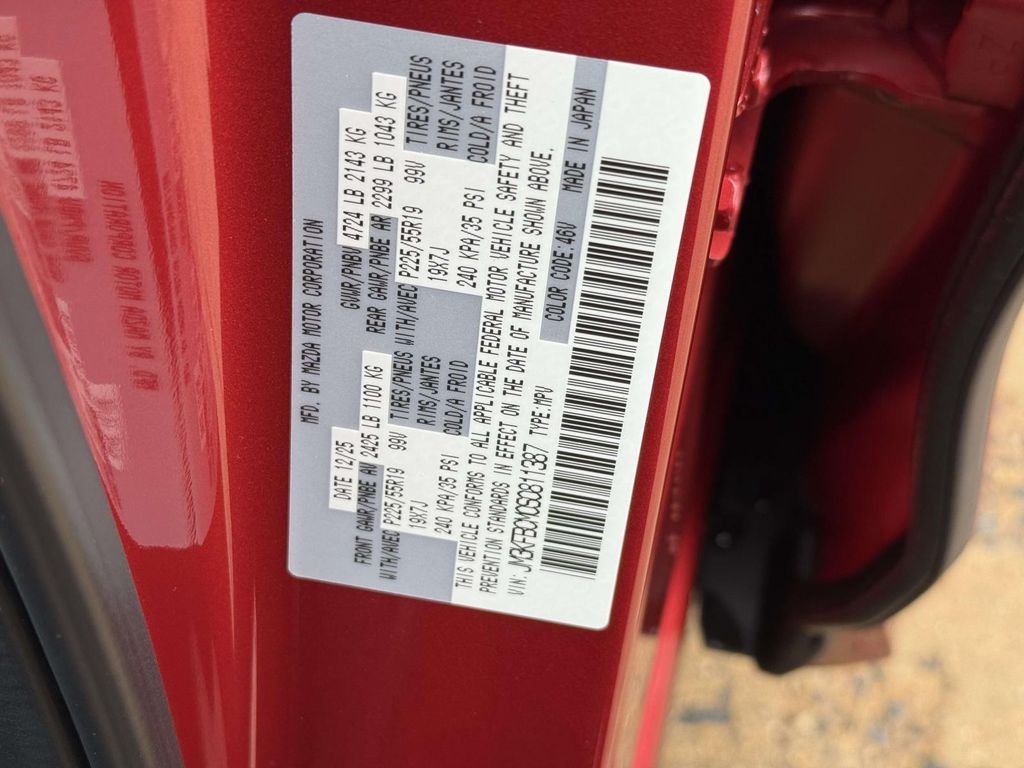 MFD. BY MAZDA MOTOR CORPORATION
DATE 12/25 GVWR/PNBV 4724 LB 2143 KG
FRONT GAWR/PNBE AV 2425 LB 1100 KG REAR GAWR/PNBE AR 2299 LB 1043 KG
WITH/AVEC P225/55R19 99V TIRES/PNEUS WITH/AVEC P225/55R19 99V TIRES/PNEUS
19X7J RIMS/JANTES 19X7J RIMS/JANTES
240 KPA/35 PSI COLD/A FROID 240 KPA/35 PSI COLD/A FROID
THIS VEHICLE CONFORMS TO ALL APPLICABLE FEDERAL MOTOR VEHICLE SAFETY AND THEFT
PREVENTION STANDARDS IN EFFECT ON THE DATE OF MANUFACTURE SHOWN ABOVE.
VIN: JM3KFBDX0S0811387 TYPE:MPV COLOR CODE:46V MADE IN JAPAN